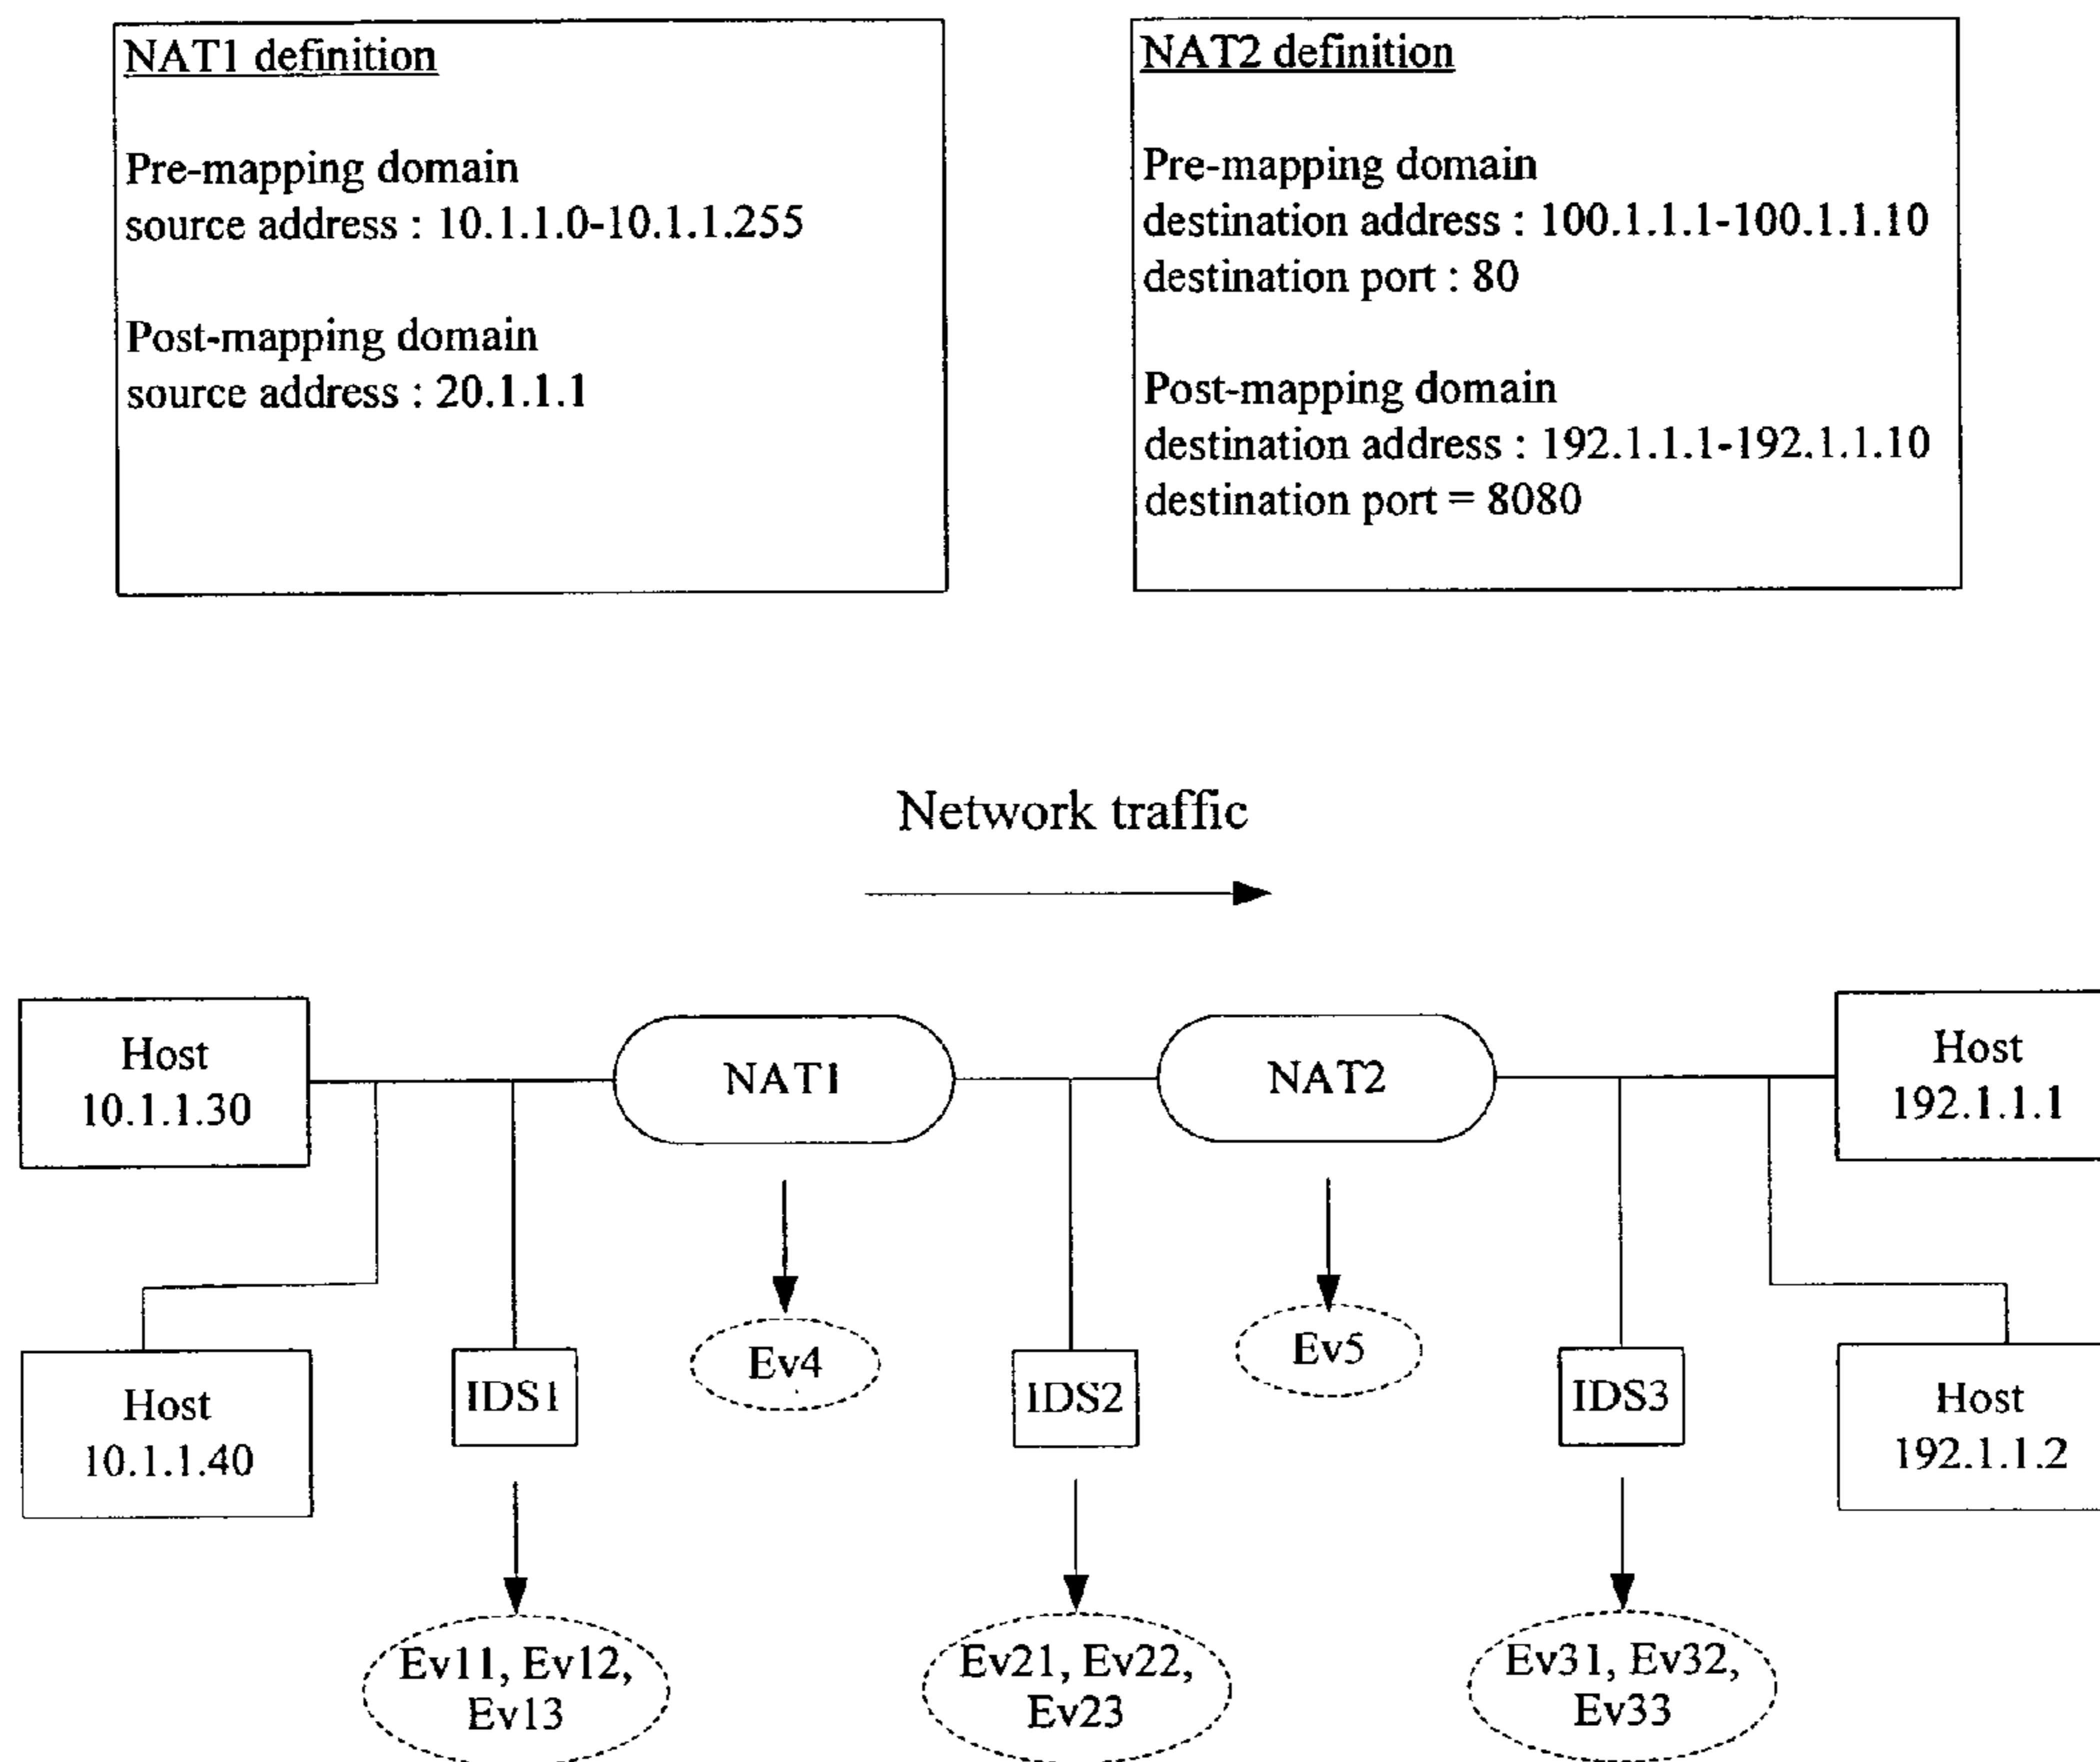 NAT1 definition
Pre-mapping domain
source address : 10.1.1.0-10.1.1.255
Post-mapping domain
source address : 20.1.1.1
NAT2 definition
Pre-mapping domain
destination address : 100.1.1.1-100.1.1.10
destination port : 80
Post-mapping domain
destination address : 192.1.1.1-192.1.1.10
destination port = 8080
Network traffic
Host
10.1.1.30
NAT1
NAT2
Host
192.1.1.1
Host
10.1.1.40
IDS1
Ev4
IDS2
Ev5
IDS3
Host
192.1.1.2
Ev11, Ev12,
Ev13
Ev21, Ev22,
Ev23
Ev31, Ev32,
Ev33